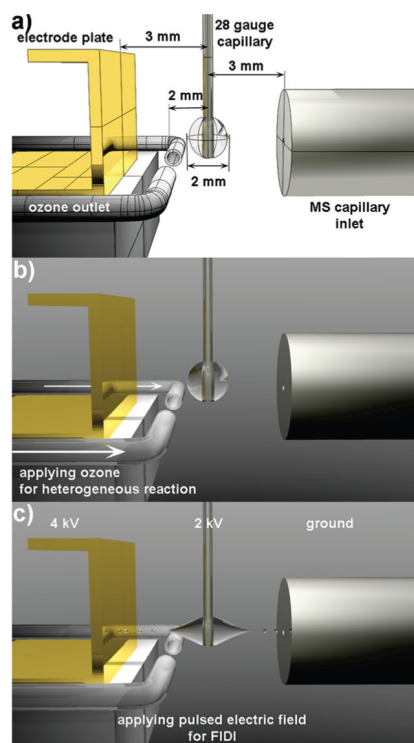 a)
electrode plate
3 mm
28 gauge
capillary
3 mm
2 mm
2 mm
ozone outlet
MS capillary
inlet
b)
applying ozone
for heterogeneous reaction
c)
4 kV
2 kV
ground
applying pulsed electric field
for FIDI